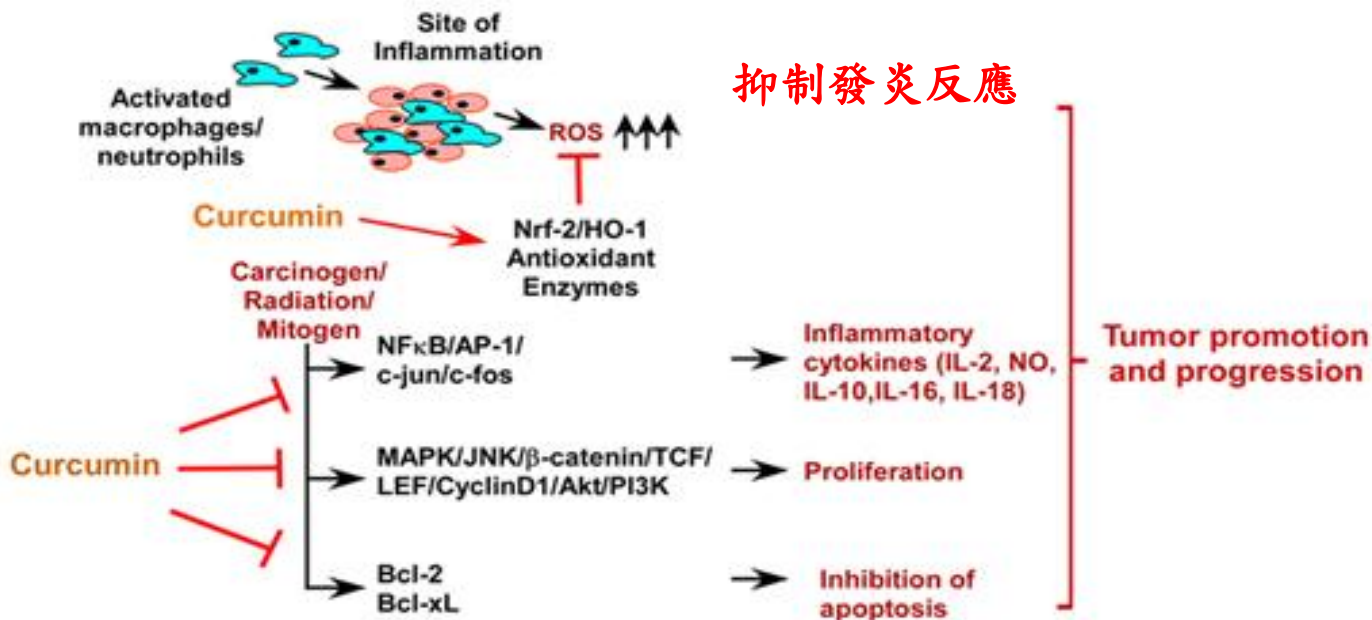 Site of
Inflammation
抑制發炎反應
Activated
macrophages/
neutrophils
ROS
Curcumin
Nrf-2/HO-1
Antioxidant
Enzymes
Carcinogen/
Radiation/
Mitogen
NFκB/AP-1/
c-jun/c-fos
Inflammatory
cytokines (IL-2, NO,
IL-10,IL-16, IL-18)
Tumor promotion
and progression
Curcumin
MAPK/JNK/β-catenin/TCF/
LEF/CyclinD1/Akt/PI3K
Proliferation
Bcl-2
Bcl-xL
Inhibition of
apoptosis